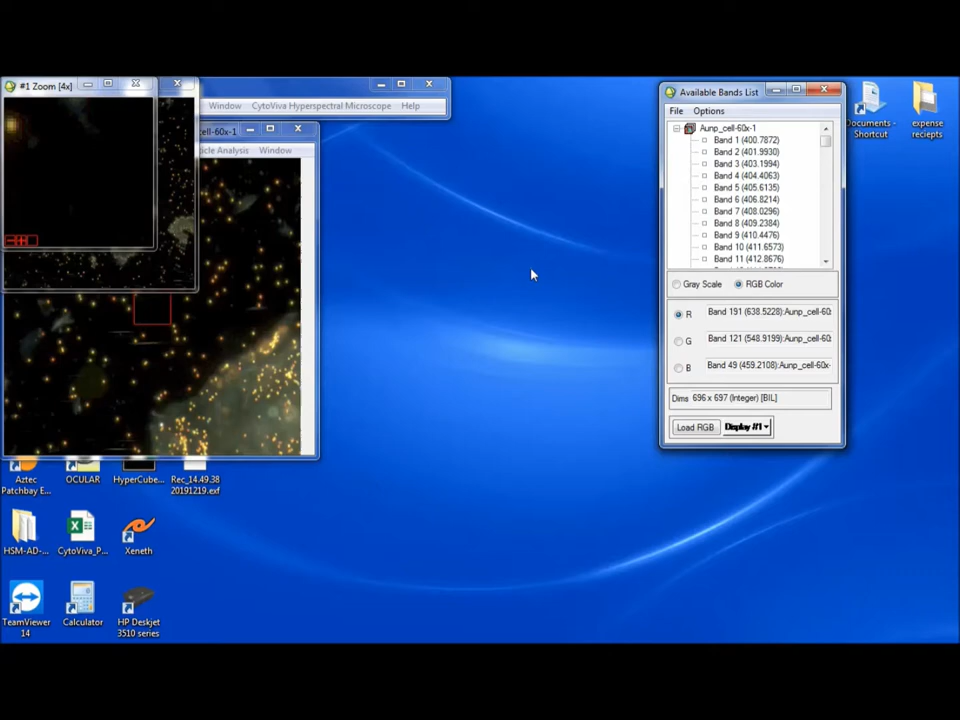 #1 Zoom [4x]
Window CytoViva Hyperspectral Microscope Help
cell-60x-1
Window
Available Bands List
File Options
Aunp_cell-60x-1
Band 1 (400.7872)
Band 2 (401.9930)
Band 3 (403.1994)
Band 4 (404.4063)
Band 5 (405.6135)
Band 6 (406.8214)
Band 7 (408.0296)
Band 8 (409.2384)
Band 9 (410.4476)
Band 10 (411.6573)
Band 11 (412.8676)
Gray Scale RGB Color
R Band 191 (638.5228):Aunp_cell-60:
G Band 121 (548.9199):Aunp_cell-60:
B Band 49 (459.2108):Aunp_cell-60x-
Dims 696 x 697 (Integer) [BIL]
Load RGB Display #1
Documents - Shortcut
expense reciepts
Aztec Patchbay E...
OCULAR
HyperCube...
Rec_14.49.38 20191219.exf
HSM-AD-...
CytoViva_P...
Xeneth
TeamViewer 14
Calculator
HP Deskjet 3510 series